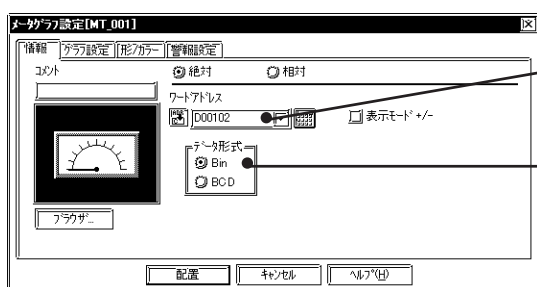 メータグラフ設定[MT_001]
情報 グラフ設定 形/カラー 警報設定
コメント
絶対 相対
ワードアドレス
D00102
表示モード +/-
データ形式
Bin
BCD
ブラウザ...
配置 キャンセル ヘルプ(H)